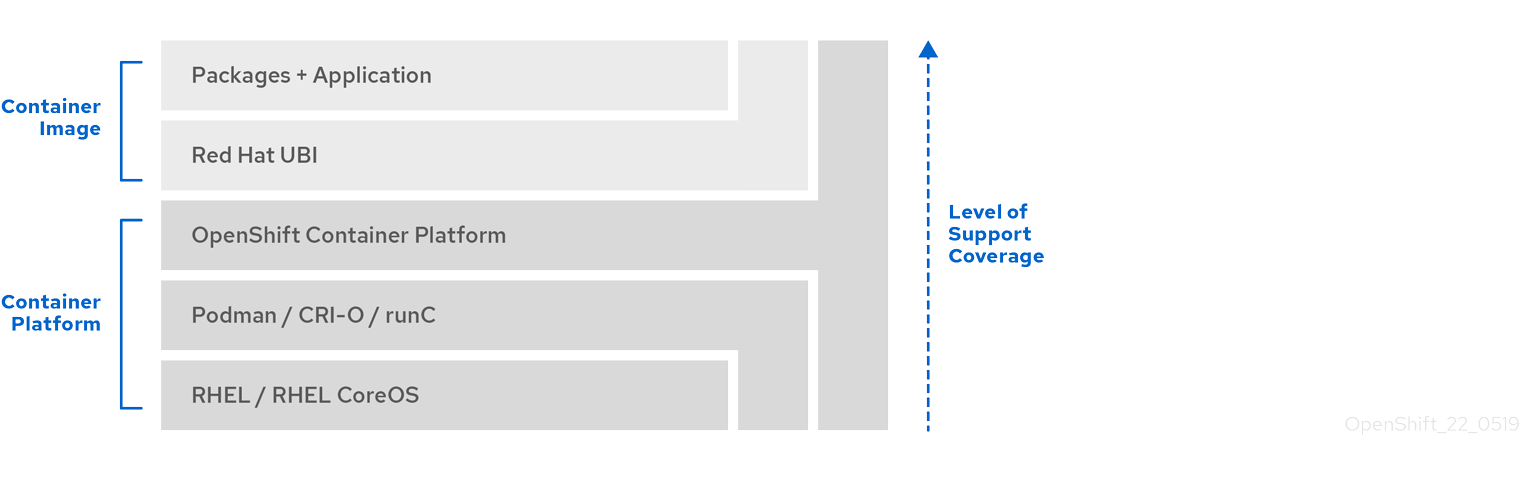 Packages + Application
Container
Image
Red Hat UBI
OpenShift Container Platform
Level of
Support
Coverage
Container
Platform
Podman / CRI-O / runC
RHEL / RHEL CoreOS
OpenShift_22_0519